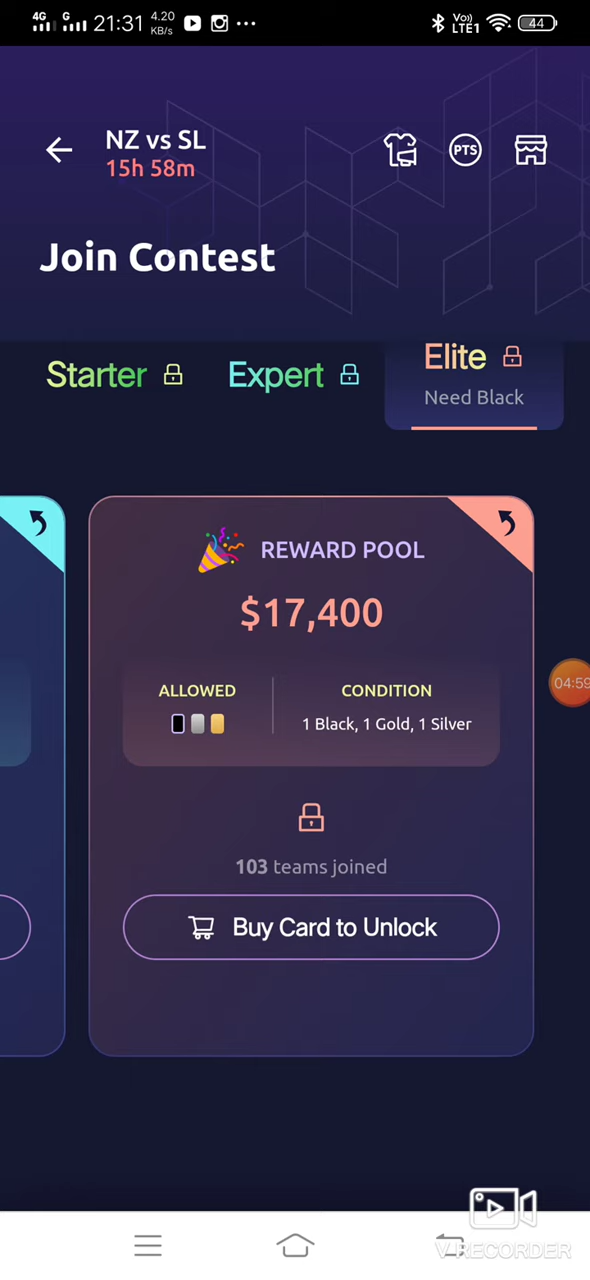 4G G 21:31 4.20 KB/s Vo)) LTE1 44
NZ vs SL
15h 58m
PTS
Join Contest
Starter Expert Elite
Need Black
REWARD POOL
$17,400
ALLOWED CONDITION
1 Black, 1 Gold, 1 Silver
04:59
103 teams joined
Buy Card to Unlock
V RECORDER